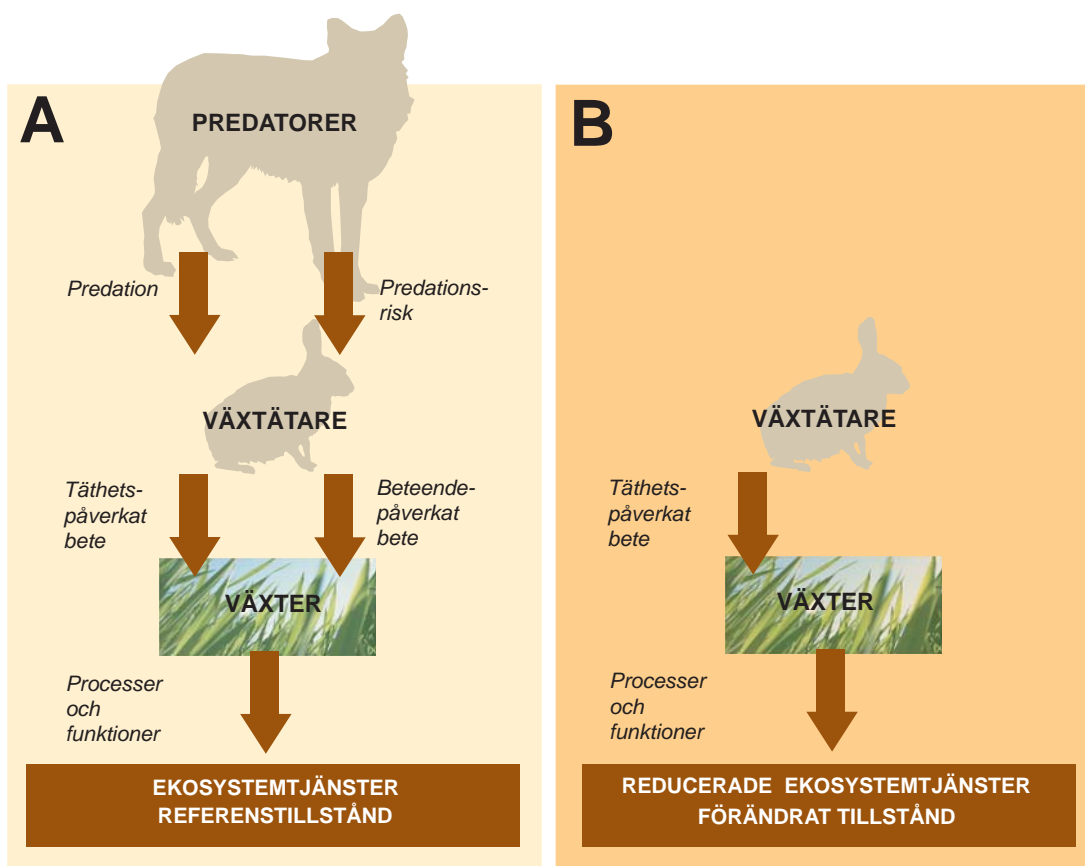 A
PREDATORER
Predation
Predations-
risk
VÄXTÄTARE
Täthets-
påverkat
bete
Beteende-
påverkat
bete
VÄXTER
Processer
och
funktioner
EKOSYSTEMTJÄNSTER
REFERENSTILLSTÅND
B
VÄXTÄTARE
Täthets-
påverkat
bete
VÄXTER
Processer
och
funktioner
REDUCERADE EKOSYSTEMTJÄNSTER
FÖRÄNDRAT TILLSTÅND